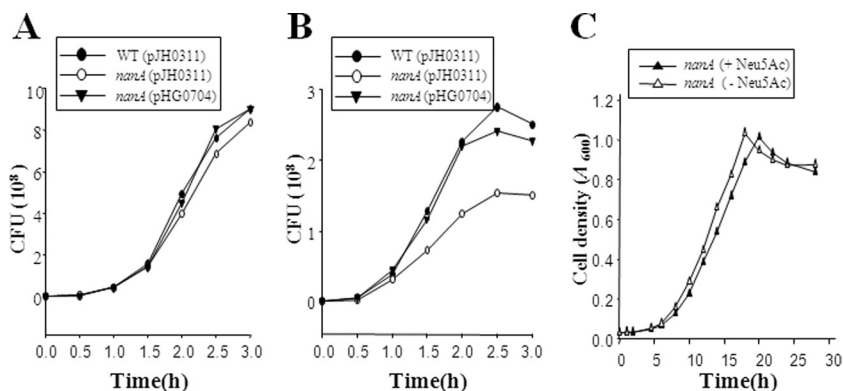 A
WT (pJH0311)
nanA (pJH0311)
nanA (pHG0704)
CFU (10⁸)
10
8
6
4
2
0
0.0 0.5 1.0 1.5 2.0 2.5 3.0
Time(h)
B
WT (pJH0311)
nanA (pJH0311)
nanA (pHG0704)
CFU (10⁸)
3
2
1
0
0.0 0.5 1.0 1.5 2.0 2.5 3.0
Time(h)
C
nanA (+ Neu5Ac)
nanA (- Neu5Ac)
Cell density (A 600)
1.2
1.0
0.8
0.6
0.4
0.2
0.0
0 5 10 15 20 25 30
Time (h)